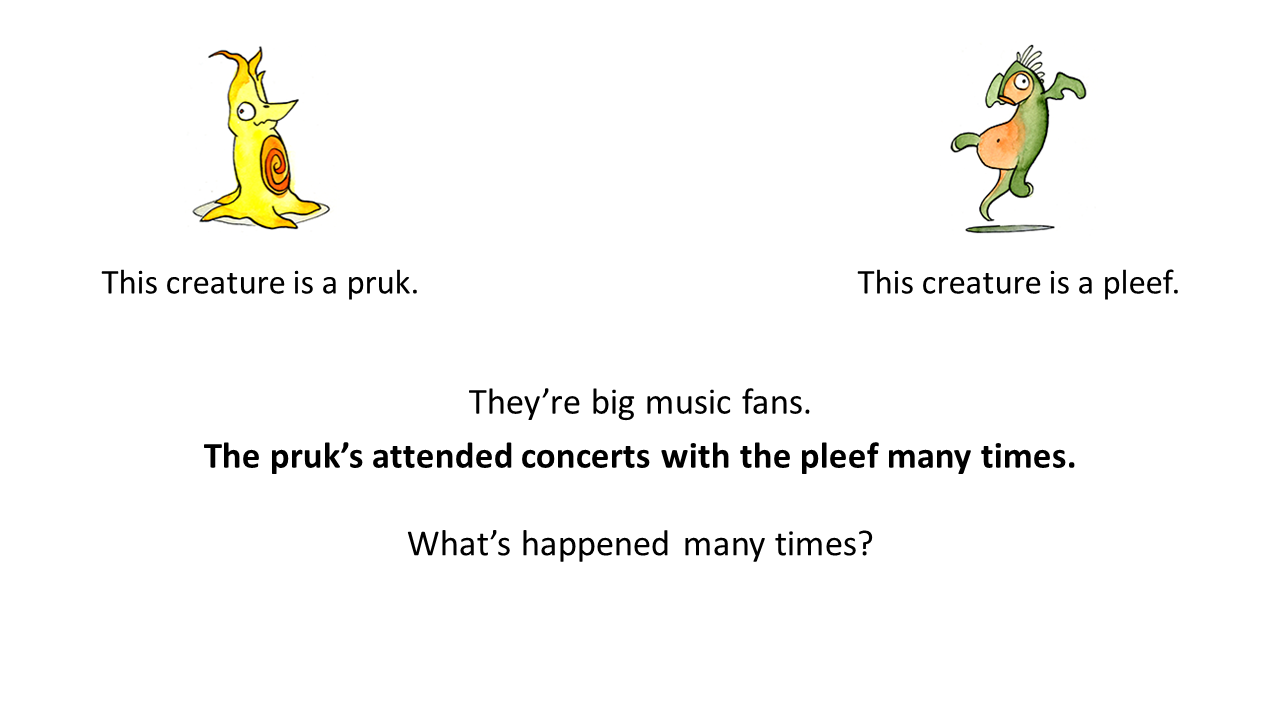 This creature is a pruk.
This creature is a pleef.
They’re big music fans.
The pruk’s attended concerts with the pleef many times.
What’s happened many times?